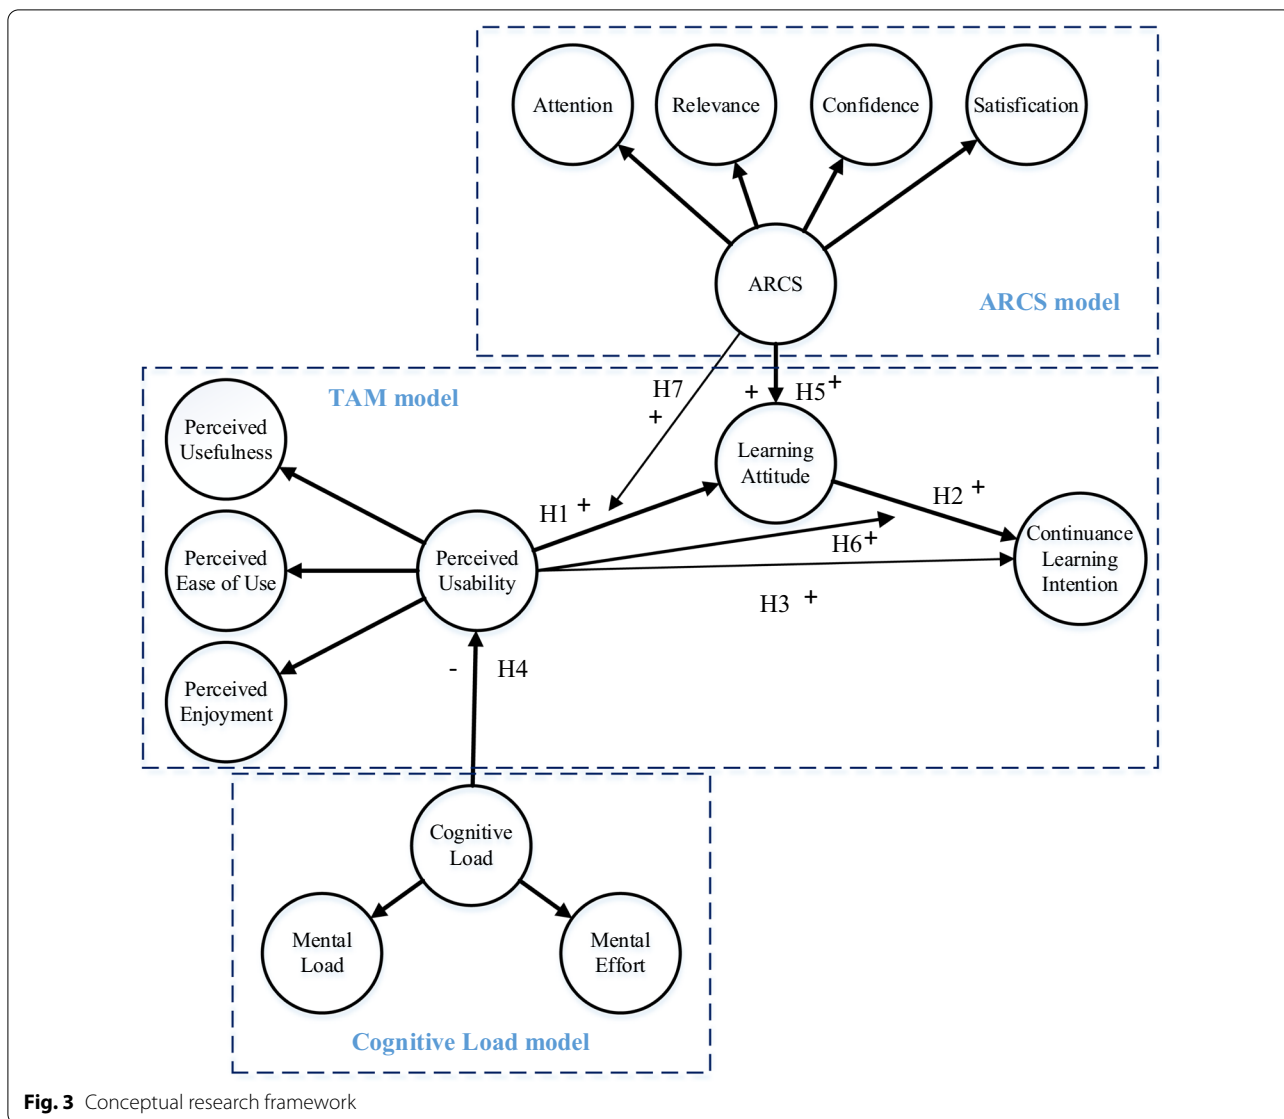 Attention
Relevance
Confidence
Satisfication
ARCS
ARCS model
H7
+
+
H5+
TAM model
Perceived
Usefulness
Learning
Attitude
H1 +
H2 +
Perceived
Ease of Use
Perceived
Usability
H6+
Continuance
Learning
Intention
H3 +
- H4
Perceived
Enjoyment
Cognitive
Load
Mental
Load
Mental
Effort
Cognitive Load model
Fig. 3 Conceptual research framework